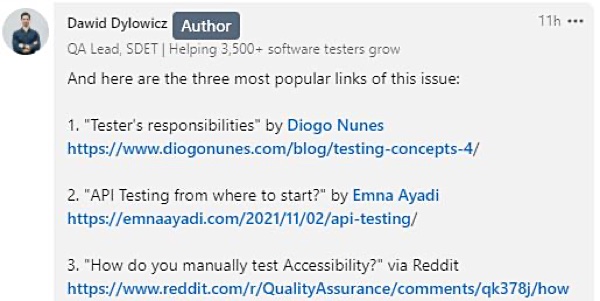 Dawid Dylowicz Author 11h •••
QA Lead, SDET | Helping 3,500+ software testers grow
And here are the three most popular links of this issue:
1. "Tester's responsibilities" by Diogo Nunes
https://www.diogonunes.com/blog/testing-concepts-4/
2. "API Testing from where to start?" by Emna Ayadi
https://emnaayadi.com/2021/11/02/api-testing/
3. "How do you manually test Accessibility?" via Reddit
https://www.reddit.com/r/QualityAssurance/comments/qk378j/how